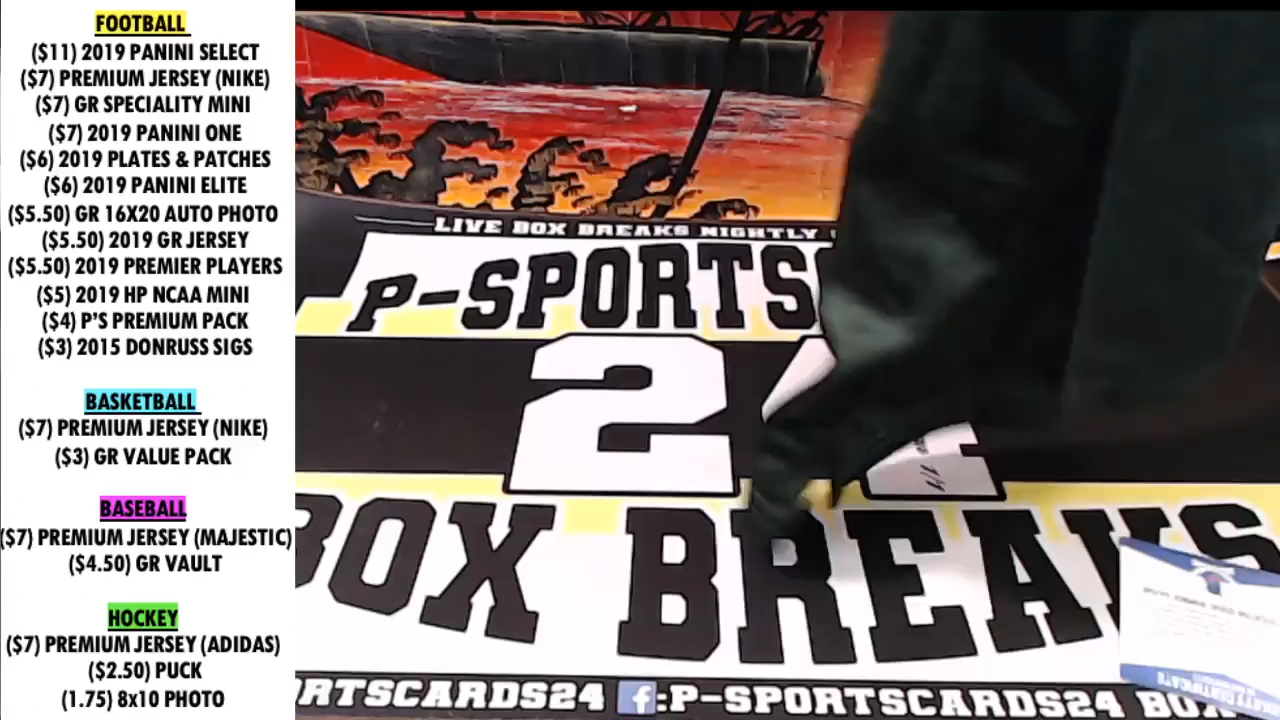 FOOTBALL
($11) 2019 PANINI SELECT
($7) PREMIUM JERSEY (NIKE)
($7) GR SPECIALITY MINI
($7) 2019 PANINI ONE
($6) 2019 PLATES & PATCHES
($6) 2019 PANINI ELITE
($5.50) GR 16X20 AUTO PHOTO
($5.50) 2019 GR JERSEY
($5.50) 2019 PREMIER PLAYERS
($5) 2019 HP NCAA MINI
($4) P'S PREMIUM PACK
($3) 2015 DONRUSS SIGS
BASKETBALL
($7) PREMIUM JERSEY (NIKE)
($3) GR VALUE PACK
BASEBALL
($7) PREMIUM JERSEY (MAJESTIC)
($4.50) GR VAULT
HOCKEY
($7) PREMIUM JERSEY (ADIDAS)
($2.50) PUCK
(1.75) 8x10 PHOTO
LIVE BOX BREAKS NIGHTLY
P-SPORTS
2
BOX BREAKS
RTSCARDS24 f:P-SPORTSCARDS24 BO